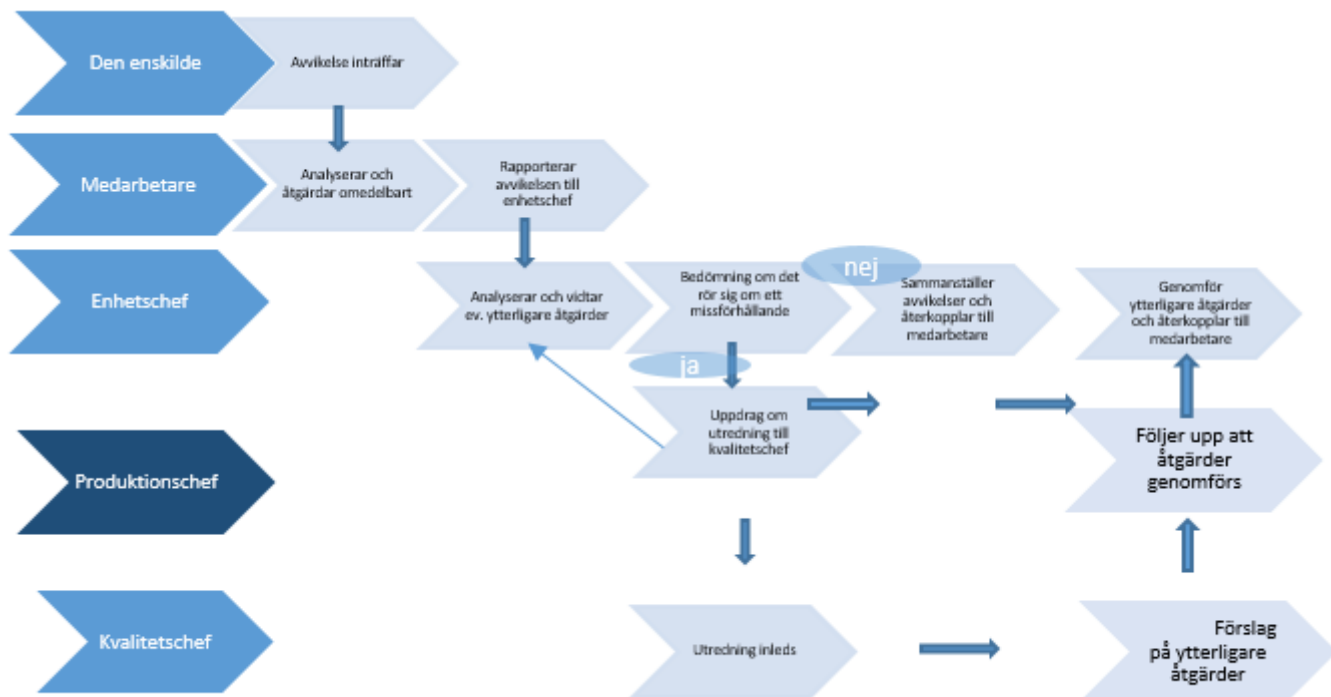 Den enskilde
Avvikelse inträffar
Medarbetare
Analyserar och
åtgärdar omedelbart
Rapporterar
avvikelsen till
enhetschef
Enhetschef
Analyserar och vidtar
ev. ytterligare åtgärder
Bedömning om det
rör sig om ett
missförhållande
nej
Sammanställer
avvikelser och
återkopplar till
medarbetare
Genomför
ytterligare åtgärder
och återkopplar till
medarbetare
ja
Produktionschef
Uppdrag om
utredning till
kvalitetschef
Följer upp att
åtgärder
genomförs
Kvalitetschef
Utredning inleds
Förslag
på ytterligare
åtgärder